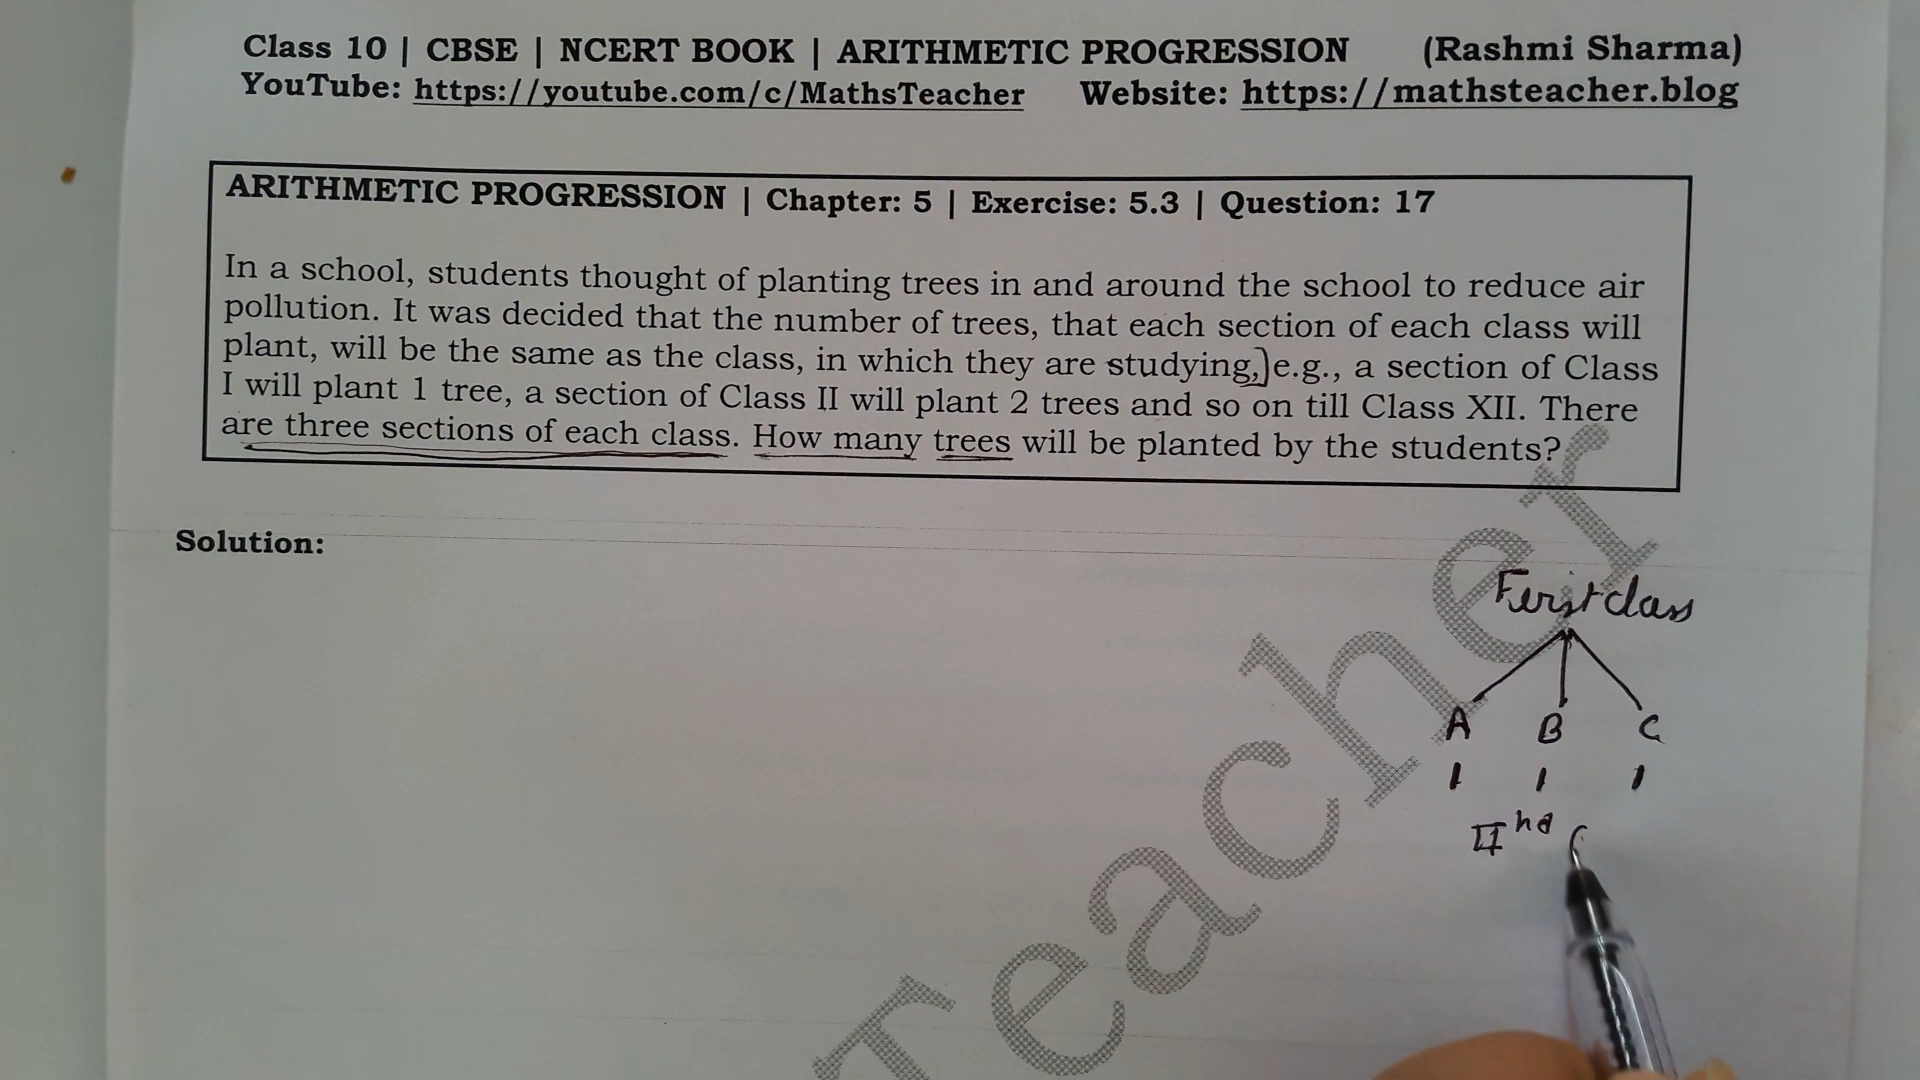 Class 10 | CBSE | NCERT BOOK | ARITHMETIC PROGRESSION (Rashmi Sharma)
YouTube: https://youtube.com/c/MathsTeacher Website: https://mathsteacher.blog
ARITHMETIC PROGRESSION | Chapter: 5 | Exercise: 5.3 | Question: 17
In a school, students thought of planting trees in and around the school to reduce air
pollution. It was decided that the number of trees, that each section of each class will
plant, will be the same as the class, in which they are studying, e.g., a section of Class
I will plant 1 tree, a section of Class II will plant 2 trees and so on till Class XII. There
are three sections of each class. How many trees will be planted by the students?
Solution:
First class
A B C
1 1 1
II nd C
Teacher